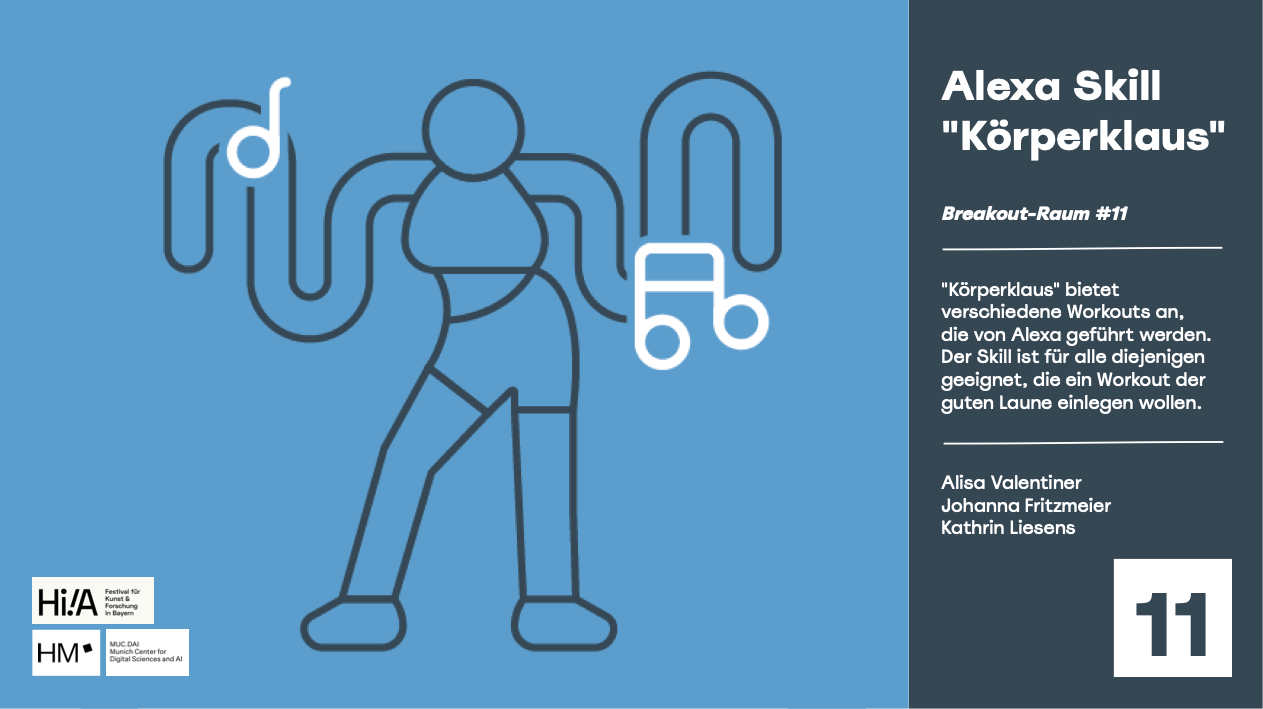 Alexa Skill
"Körperklaus"
Breakout-Raum #11
"Körperklaus" bietet
verschiedene Workouts an,
die von Alexa geführt werden.
Der Skill ist für alle diejenigen
geeignet, die ein Workout der
guten Laune einlegen wollen.
Alisa Valentiner
Johanna Fritzmeier
Kathrin Liesens
11
Hi!A
Festival für
Kunst &
Forschung
in Bayern
HM
MUC.DAI
Munich Center for
Digital Sciences and AI